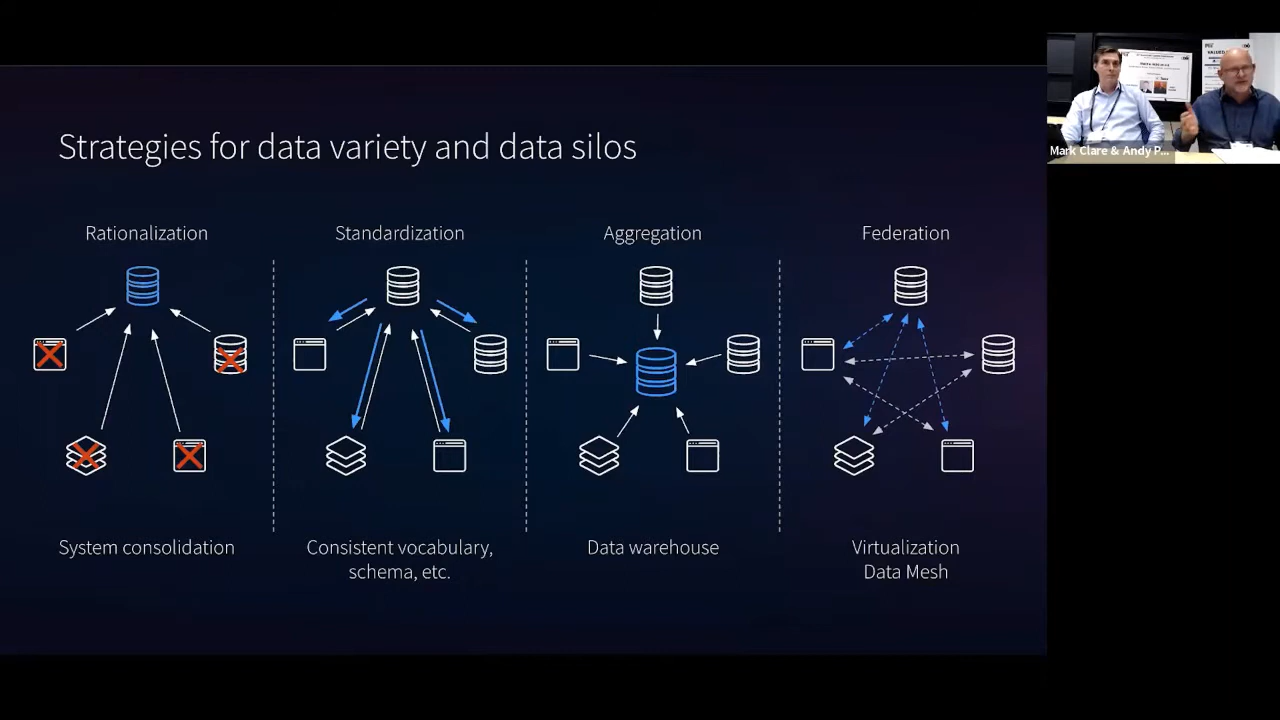 Strategies for data variety and data silos
Rationalization
Standardization
Aggregation
Federation
System consolidation
Consistent vocabulary,
schema, etc.
Data warehouse
Virtualization
Data Mesh
Mark Clare & Andy P...